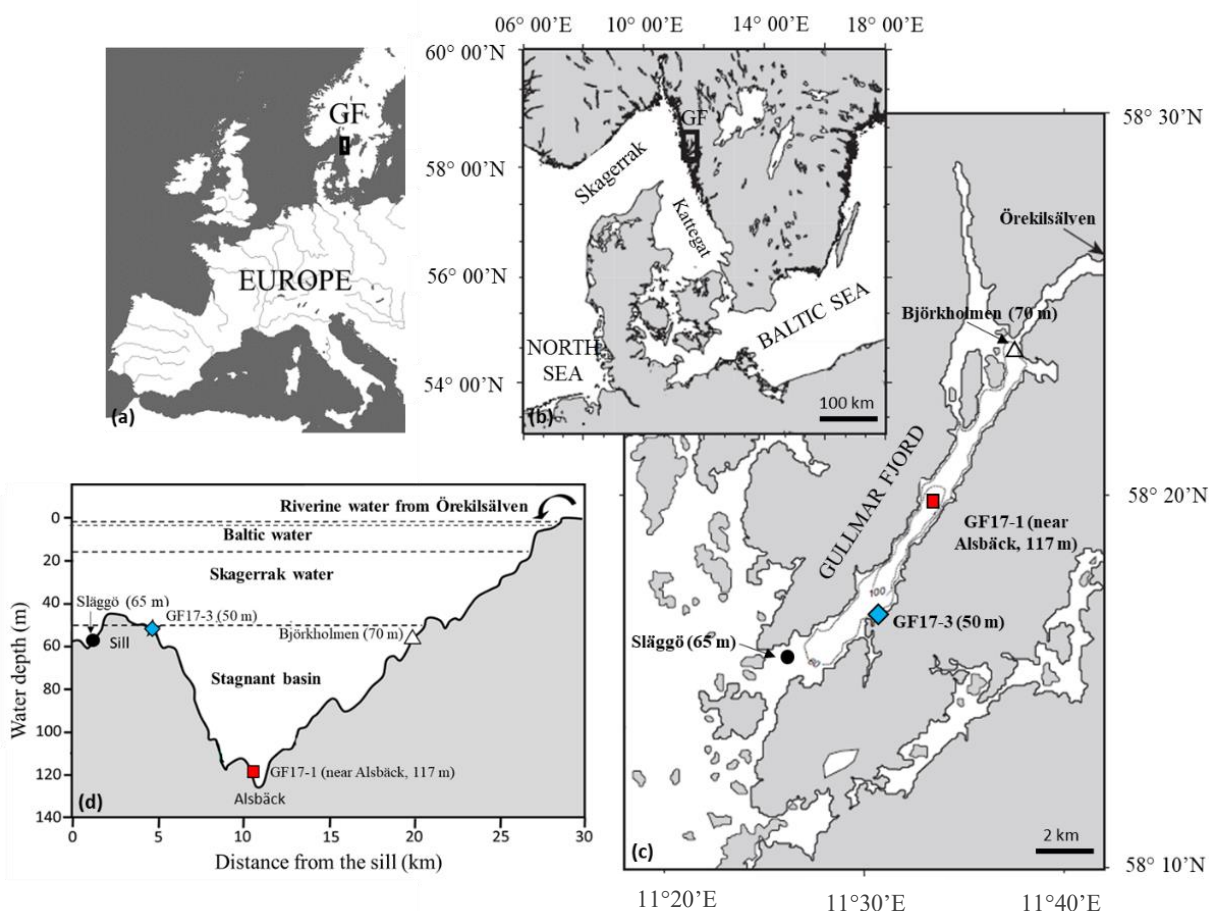 06° 00'E 10° 00'E 14° 00'E 18° 00'E
60° 00'N
58° 00'N
56° 00'N
54° 00'N
GF
EUROPE
(a)
GF
Skagerrak
Kattegat
BALTIC SEA
NORTH
SEA
100 km
(b)
58° 30'N
58° 20'N
58° 10'N
Örekilsälven
Björkholmen (70 m)
GULLMAR FJORD
GF17-1 (near
Alsbäck, 117 m)
100
GF17-3 (50 m)
Släggö (65 m)
2 km
(c)
11°20'E 11°30'E 11°40'E
Riverine water from Örekilsälven
Baltic water
Skagerrak water
Släggö (65 m)
GF17-3 (50 m)
Björkholmen (70 m)
Sill
Stagnant basin
GF17-1 (near Alsbäck, 117 m)
Alsbäck
(d)
Water depth (m)
0
20
40
60
80
100
120
140
0 5 10 15 20 25 30
Distance from the sill (km)